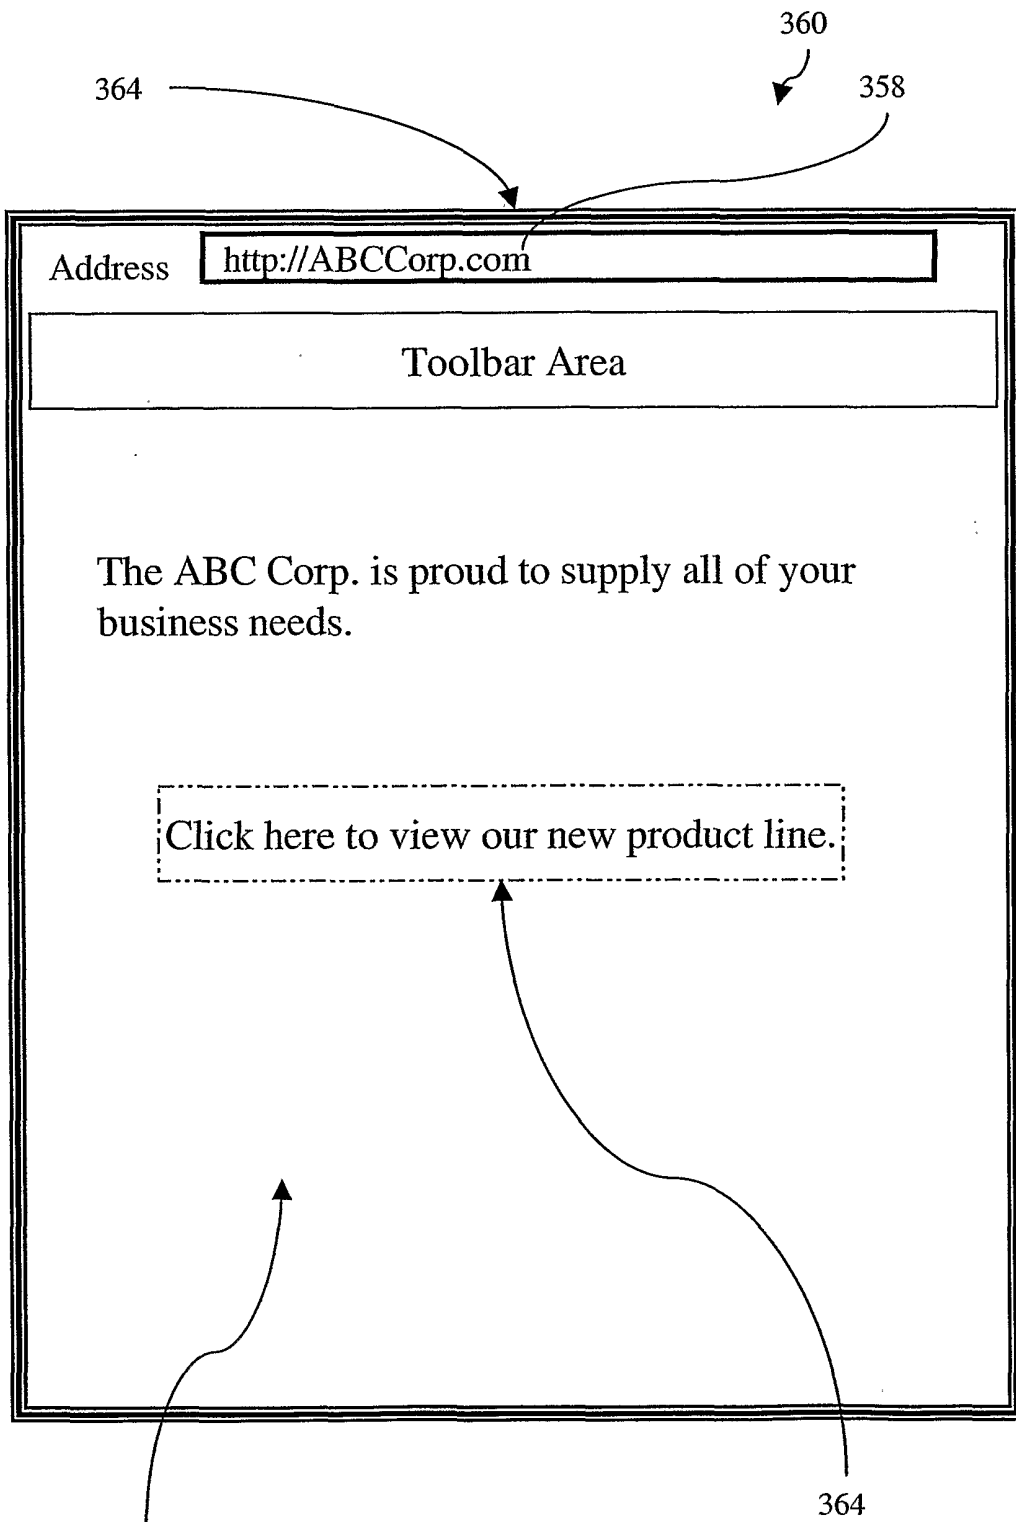 360
364
358
Address
http://ABCCorp.com
Toolbar Area
The ABC Corp. is proud to supply all of your
business needs.
Click here to view our new product line.
364